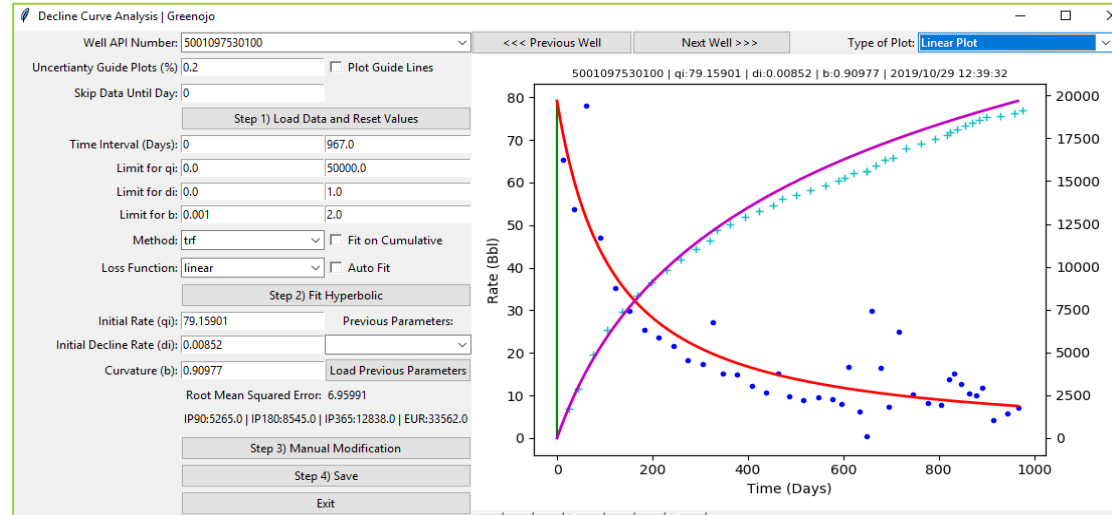 Decline Curve Analysis | Greenojo
Well API Number: 5001097530100
<<< Previous Well
Next Well >>>
Type of Plot: Linear Plot
Uncertianty Guide Plots (%) 0.2
Plot Guide Lines
Skip Data Until Day: 0
Step 1) Load Data and Reset Values
Time Interval (Days): 0 967.0
Limit for qi: 0.0 50000.0
Limit for di: 0.0 1.0
Limit for b: 0.001 2.0
Method: trf
Fit on Cumulative
Loss Function: linear
Auto Fit
Step 2) Fit Hyperbolic
Initial Rate (qi): 79.15901
Previous Parameters:
Initial Decline Rate (di): 0.00852
Curvature (b): 0.90977
Load Previous Parameters
Root Mean Squared Error: 6.95991
IP90:5265.0 | IP180:8545.0 | IP365:12838.0 | EUR:33562.0
Step 3) Manual Modification
Step 4) Save
Exit
5001097530100 | qi:79.15901 | di:0.00852 | b:0.90977 | 2019/10/29 12:39:32
Rate (Bbl)
80
70
60
50
40
30
20
10
0
20000
17500
15000
12500
10000
7500
5000
2500
0
0 200 400 600 800 1000
Time (Days)